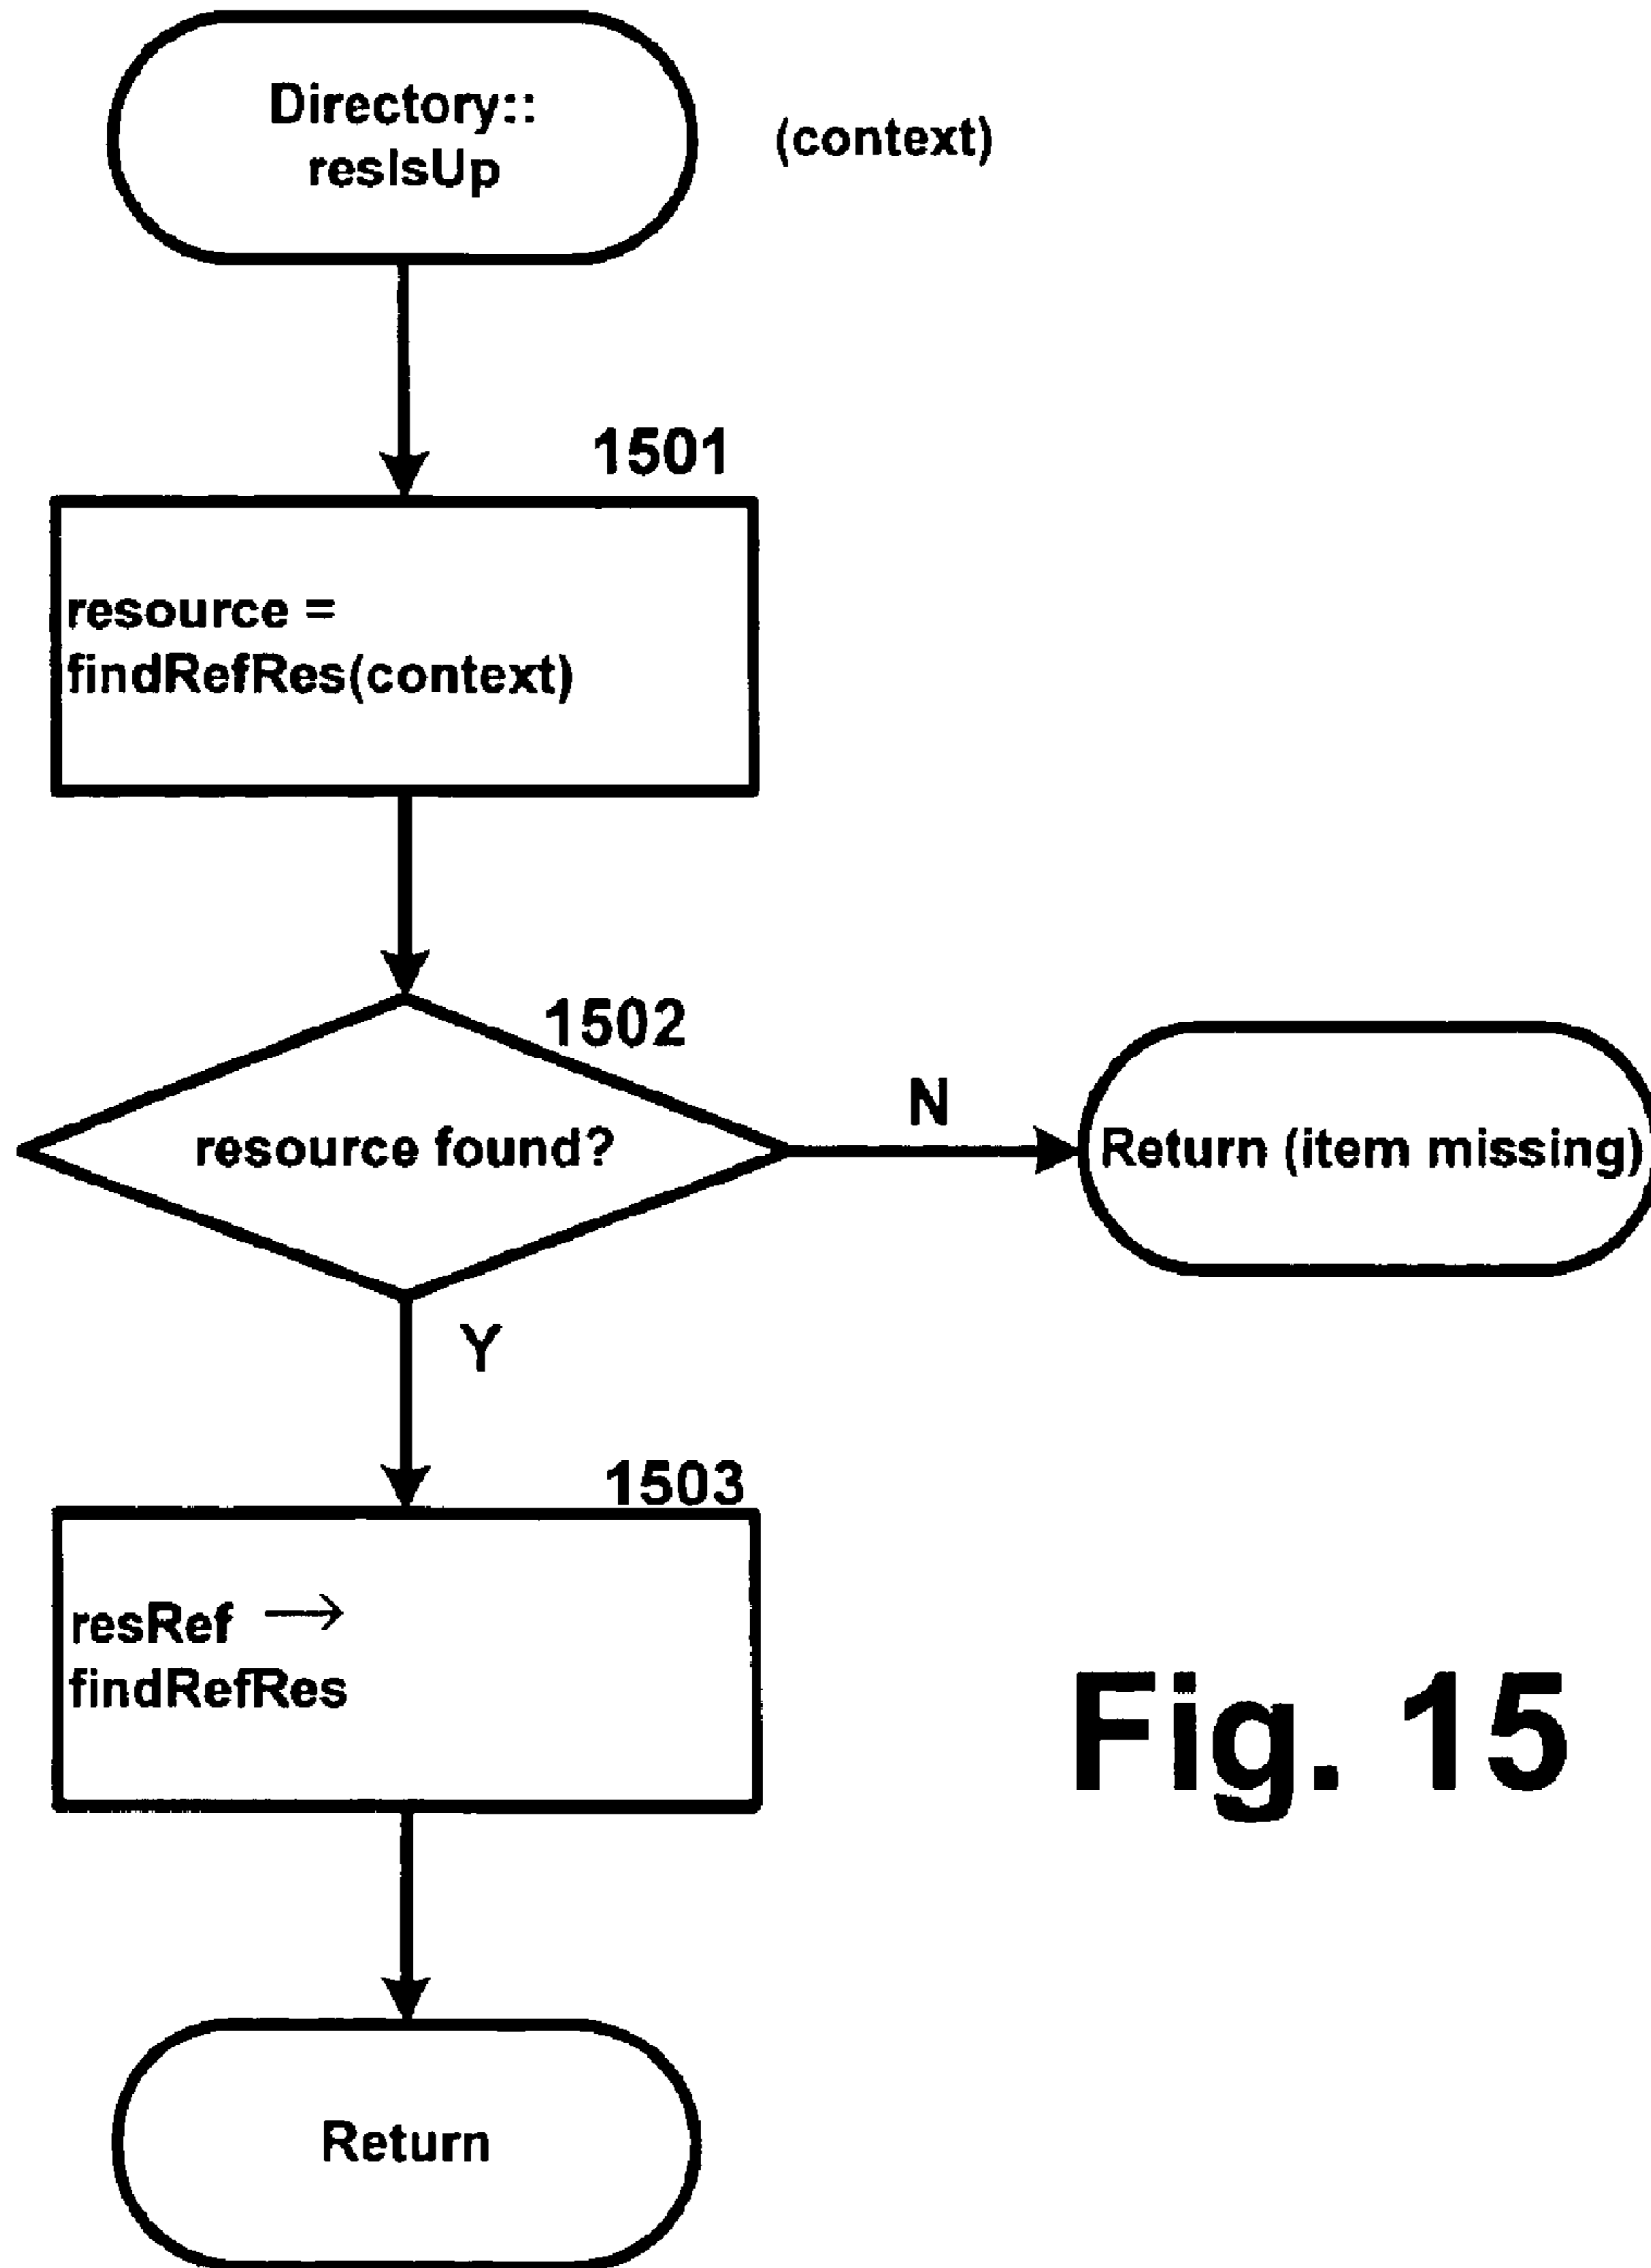 Directory::
resIsUp
(context)
1501
resource =
findRefRes(context)
1502
resource found?
N
Return (item missing)
Y
1503
resRef →
findRefRes
Fig. 15
Return